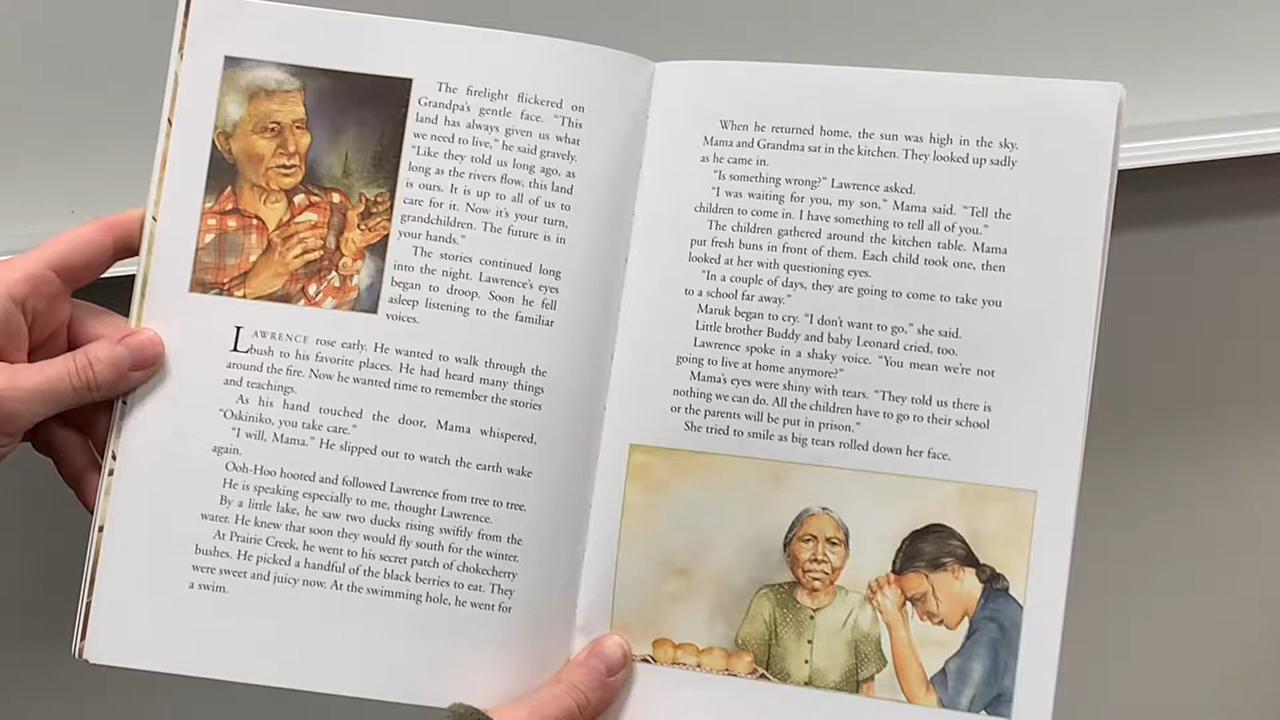 The firelight flickered on
Grandpa's gentle face. "This
land has always given us what
we need to live," he said gravely.
"Like they told us long ago, as
long as the rivers flow, this land
is ours. It is up to all of us to
care for it. Now it's your turn,
grandchildren. The future is in
your hands."
The stories continued long
into the night. Lawrence's eyes
began to droop. Soon he fell
asleep listening to the familiar
voices.
LAWRENCE rose early. He wanted to walk through the
bush to his favorite places. He had heard many things
around the fire. Now he wanted time to remember the stories
and teachings.
As his hand touched the door, Mama whispered,
"Oskiniko, you take care."
"I will, Mama." He slipped out to watch the earth wake
again.
Ooh-Hoo hooted and followed Lawrence from tree to tree.
He is speaking especially to me, thought Lawrence.
By a little lake, he saw two ducks rising swiftly from the
water. He knew that soon they would fly south for the winter.
At Prairie Creek, he went to his secret patch of chokecherry
bushes. He picked a handful of the black berries to eat. They
were sweet and juicy now. At the swimming hole, he went for
a swim.
When he returned home, the sun was high in the sky.
Mama and Grandma sat in the kitchen. They looked up sadly
as he came in.
"Is something wrong?" Lawrence asked.
"I was waiting for you, my son," Mama said. "Tell the
children to come in. I have something to tell all of you."
The children gathered around the kitchen table. Mama
put fresh buns in front of them. Each child took one, then
looked at her with questioning eyes.
"In a couple of days, they are going to come to take you
to a school far away."
Maruk began to cry. "I don't want to go," she said.
Little brother Buddy and baby Leonard cried, too.
Lawrence spoke in a shaky voice. "You mean we're not
going to live at home anymore?"
Mama's eyes were shiny with tears. "They told us there is
nothing we can do. All the children have to go to their school
or the parents will be put in prison."
She tried to smile as big tears rolled down her face.